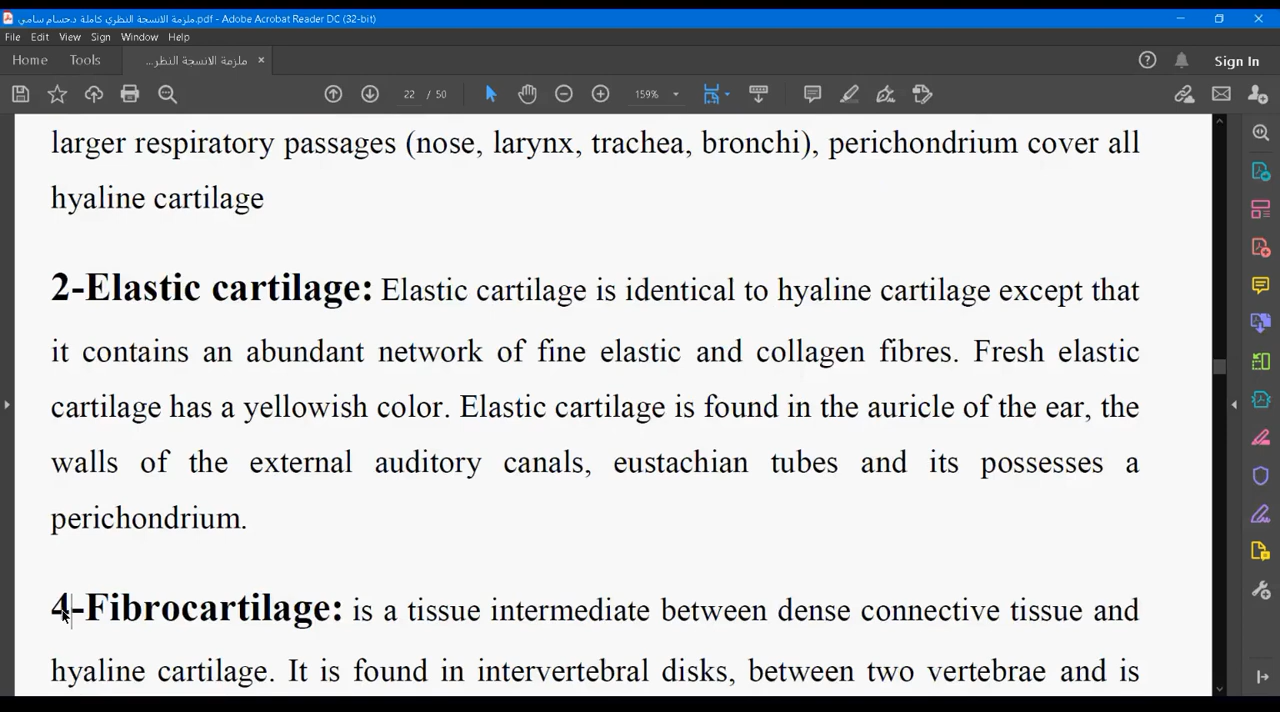 ملزمة الانسجة النظري كاملة د.حسام سامي.pdf - Adobe Acrobat Reader DC (32-bit)
File Edit View Sign Window Help
Home Tools ملزمة الانسجة النظر... × Sign In
22 / 50 159%
larger respiratory passages (nose, larynx, trachea, bronchi), perichondrium cover all
hyaline cartilage
2-Elastic cartilage: Elastic cartilage is identical to hyaline cartilage except that
it contains an abundant network of fine elastic and collagen fibres. Fresh elastic
cartilage has a yellowish color. Elastic cartilage is found in the auricle of the ear, the
walls of the external auditory canals, eustachian tubes and its possesses a
perichondrium.
4-Fibrocartilage: is a tissue intermediate between dense connective tissue and
hyaline cartilage. It is found in intervertebral disks, between two vertebrae and is